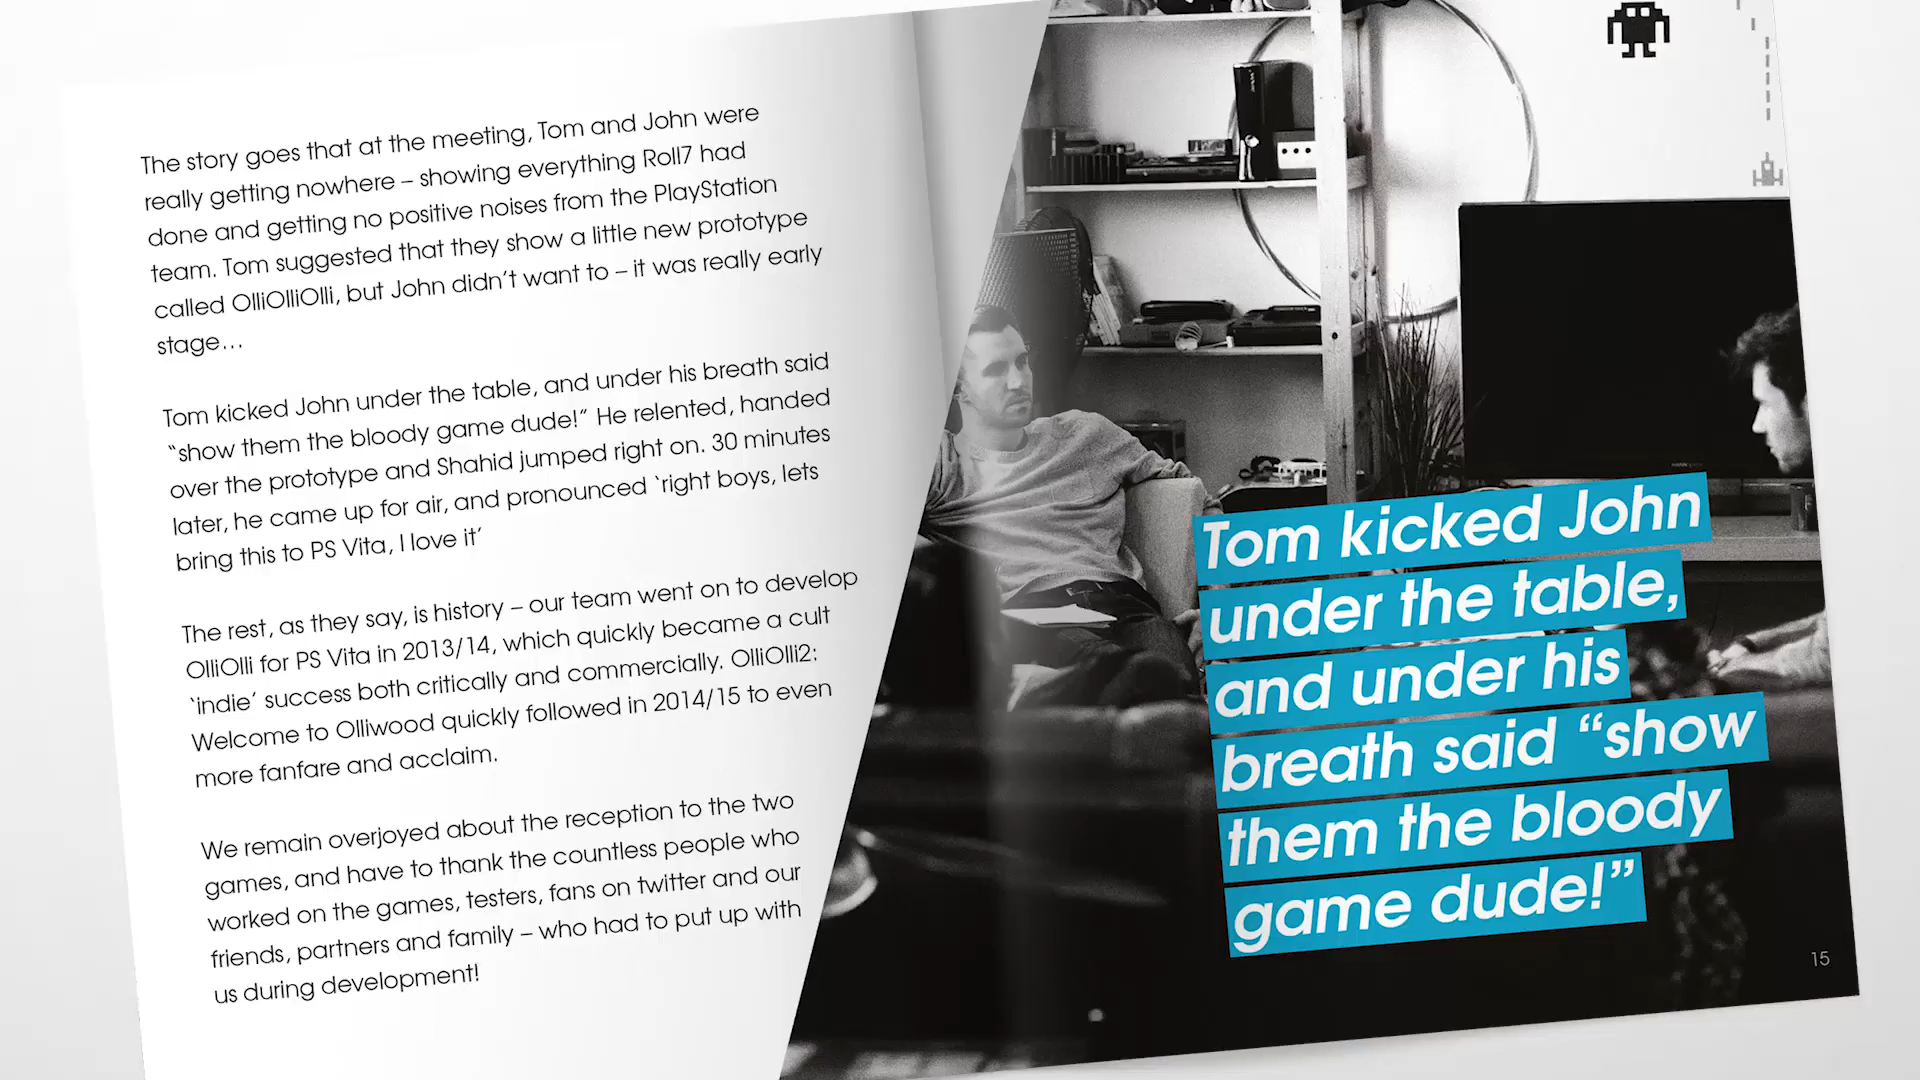 The story goes that at the meeting, Tom and John were
really getting nowhere – showing everything Roll7 had
done and getting no positive noises from the PlayStation
team. Tom suggested that they show a little new prototype
called OlliOlliOlli, but John didn’t want to – it was really early
stage…
Tom kicked John under the table, and under his breath said
“show them the bloody game dude!” He relented, handed
over the prototype and Shahid jumped right on. 30 minutes
later, he came up for air, and pronounced ‘right boys, lets
bring this to PS Vita, I love it’
The rest, as they say, is history – our team went on to develop
OlliOlli for PS Vita in 2013/14, which quickly became a cult
‘indie’ success both critically and commercially. OlliOlli2:
Welcome to Olliwood quickly followed in 2014/15 to even
more fanfare and acclaim.
We remain overjoyed about the reception to the two
games, and have to thank the countless people who
worked on the games, testers, fans on twitter and our
friends, partners and family – who had to put up with
us during development!
Tom kicked John
under the table,
and under his
breath said “show
them the bloody
game dude!”
15